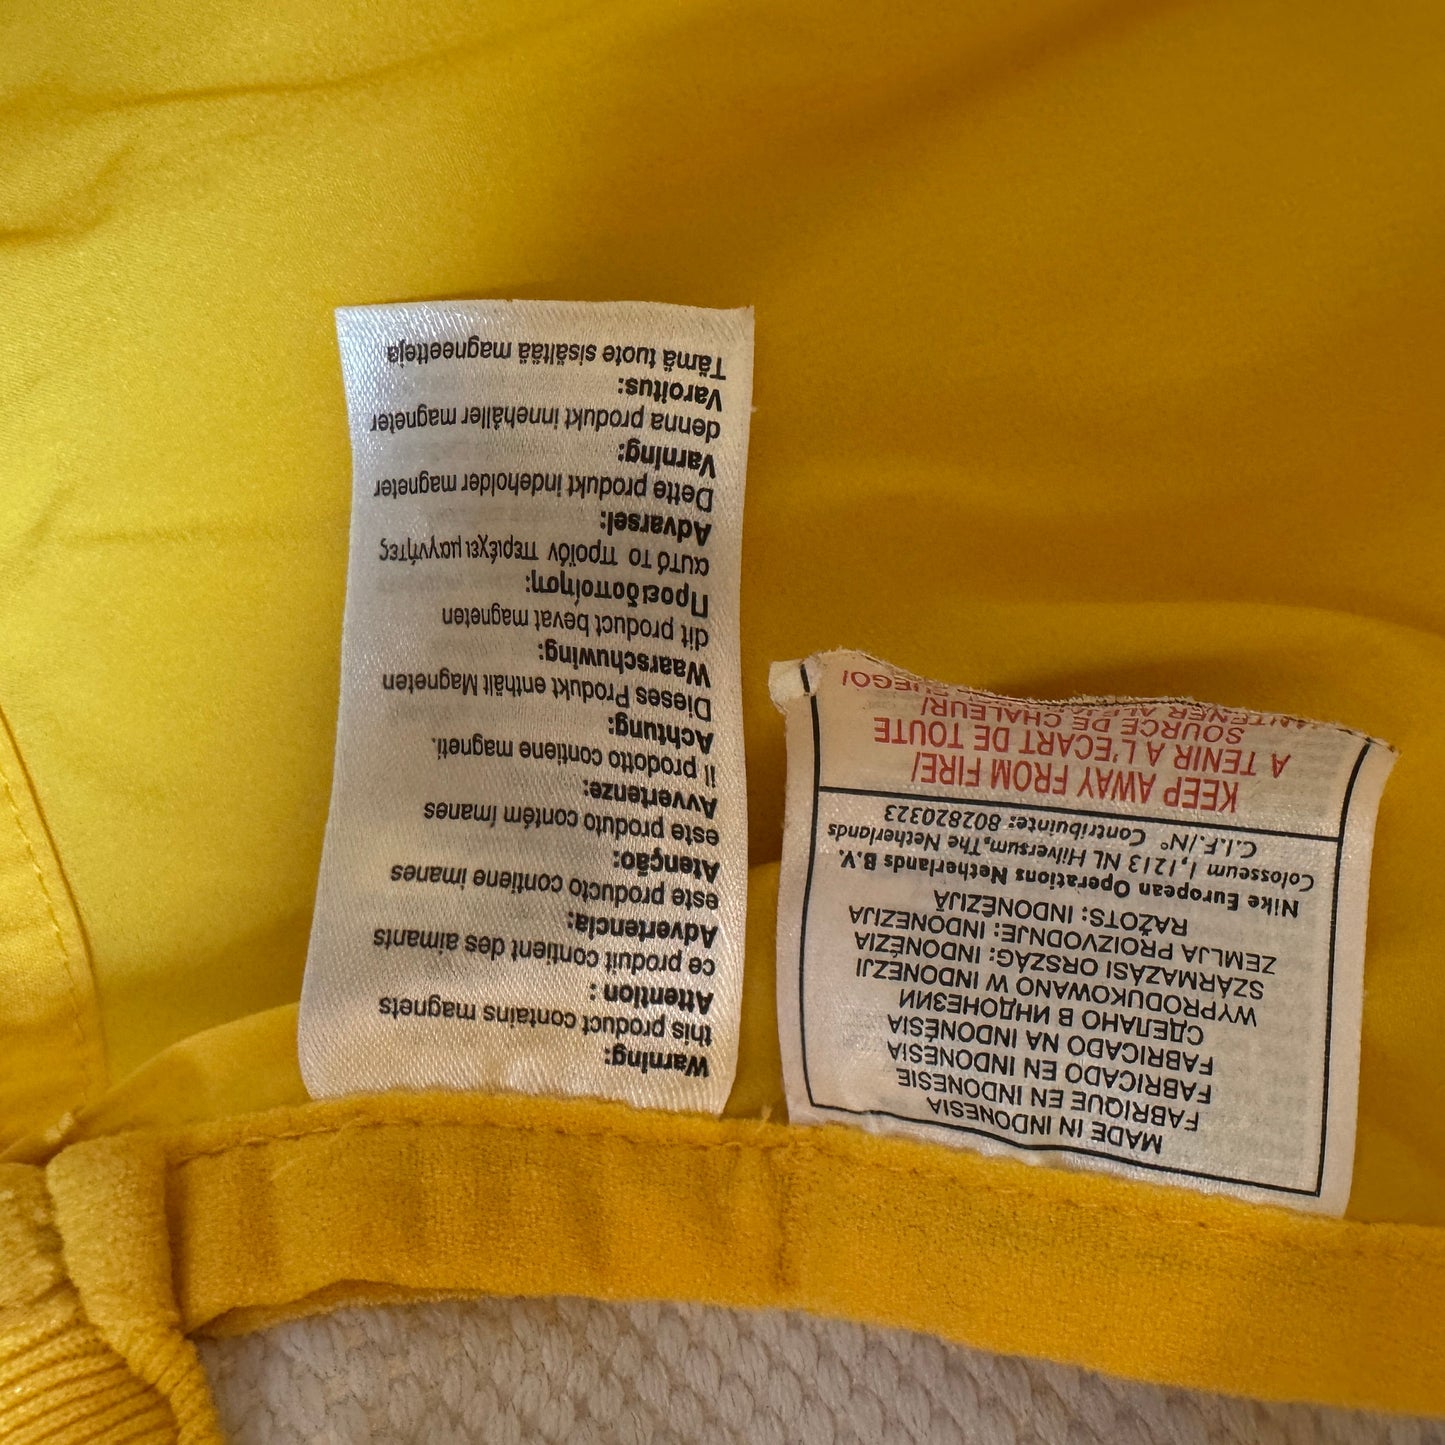 Warning:
this product contains magnets
Attention :
ce produit contient des aimants
Advertencia:
este producto contiene imanes
Atenção:
este produto contém ímanes
Avvertenze:
il prodotto contiene magneti.
Achtung:
Dieses Produkt enthält Magneten
Waarschuwing:
dit product bevat magneten
Προειδοποίηση:
αυτό το προϊόν περιέχει μαγνήτες
Advarsel:
Dette produkt indeholder magneter
Varning:
denna produkt innehåller magneter
Varoitus:
Tämä tuote sisältää magneetteja
MADE IN INDONESIA
FABRIQUE EN INDONESIE
FABRICADO EN INDONÉSIA
FABRICADO NA INDONÉSIA
СДЕЛАНО В ИНДОНЕЗИИ
WYPRODUKOWANO W INDONEZJI
SZÁRMAZÁSI ORSZÁG: INDONÉZIA
ZEMLJA PROIZVODNJE: INDONEZIJA
RAŽOTS: INDONĒZIJĀ
Nike European Operations Netherlands B.V.
Colosseum 1,1213 NL Hilversum,The Netherlands
C.I.F./N° Contribuinte: 802820323
KEEP AWAY FROM FIRE/
A TENIR A L'ECART DE TOUTE
SOURCE DE CHALEUR/